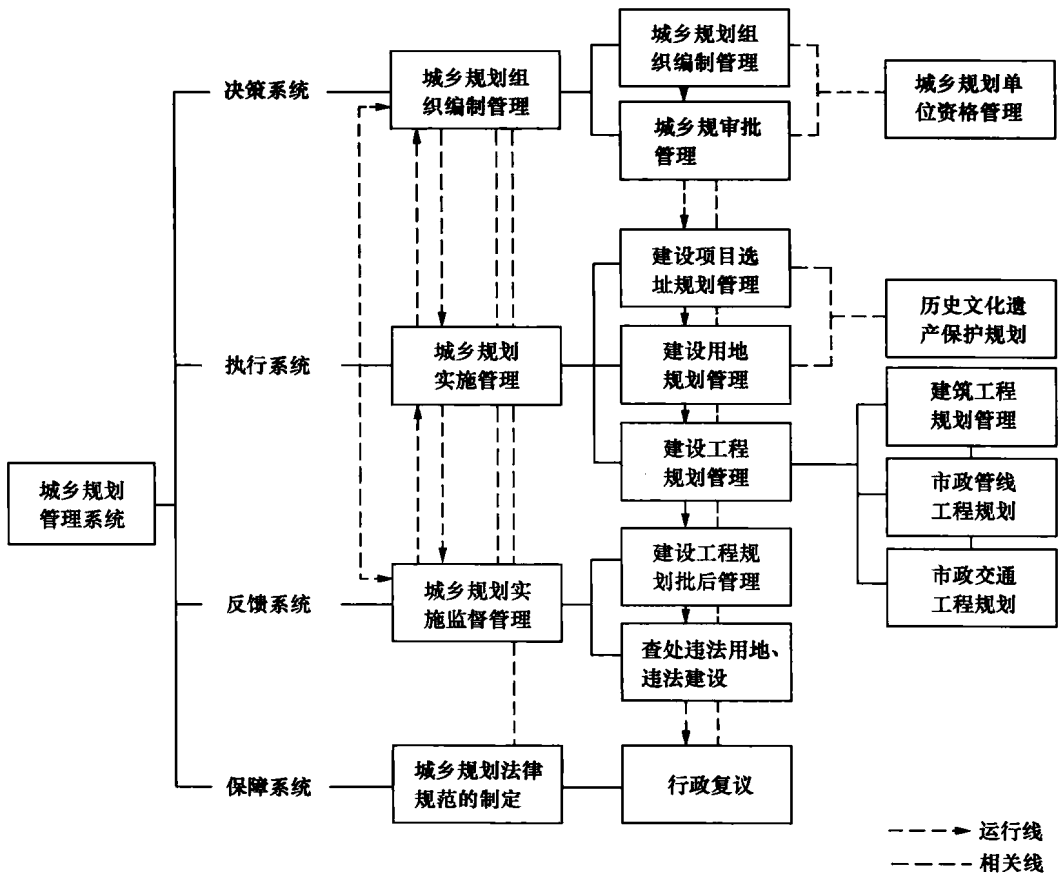 城乡规划
管理系统
决策系统
城乡规划组
织编制管理
城乡规划组
织编制管理
城乡规审批
管理
城乡规划单
位资格管理
执行系统
城乡规划
实施管理
建设项目选
址规划管理
建设用地
规划管理
建设工程
规划管理
历史文化遗
产保护规划
建筑工程
规划管理
市政管线
工程规划
市政交通
工程规划
反馈系统
城乡规划实
施监督管理
建设工程规
划批后管理
查处违法用地、
违法建设
保障系统
城乡规划法律
规范的制定
行政复议
运行线
相关线